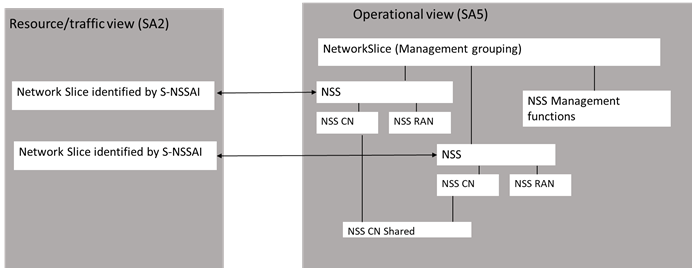 Resource/traffic view (SA2)
Operational view (SA5)
NetworkSlice (Management grouping)
Network Slice identified by S-NSSAI
NSS
NSS Management
functions
NSS CN
NSS RAN
Network Slice identified by S-NSSAI
NSS
NSS CN
NSS RAN
NSS CN Shared